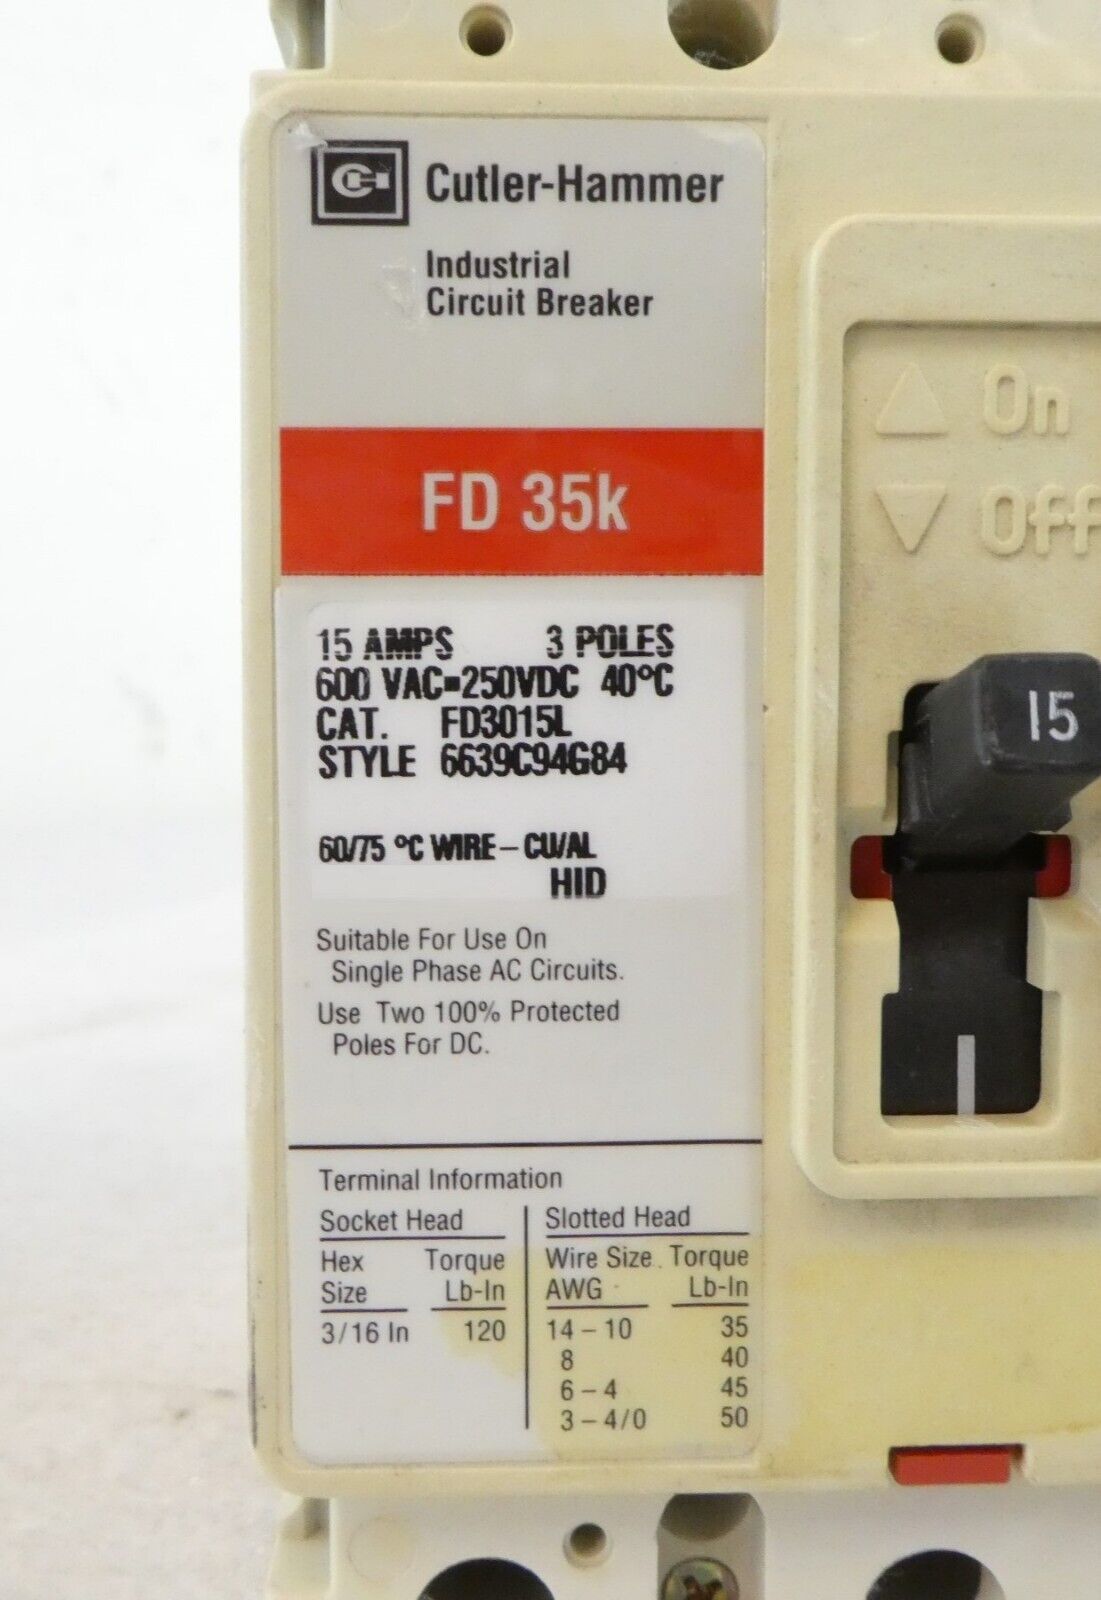 Cutler-Hammer
Industrial
Circuit Breaker
FD 35k
15 AMPS 3 POLES
600 VAC=250VDC 40°C
CAT. FD3015L
STYLE 6639C94G84
60/75 °C WIRE-CU/AL
HID
Suitable For Use On
Single Phase AC Circuits.
Use Two 100% Protected
Poles For DC.
Terminal Information
Socket Head
Hex Torque
Size Lb-In
3/16 In 120
Slotted Head
Wire Size Torque
AWG Lb-In
14-10 35
8 40
6-4 45
3-4/0 50
On
Off
15